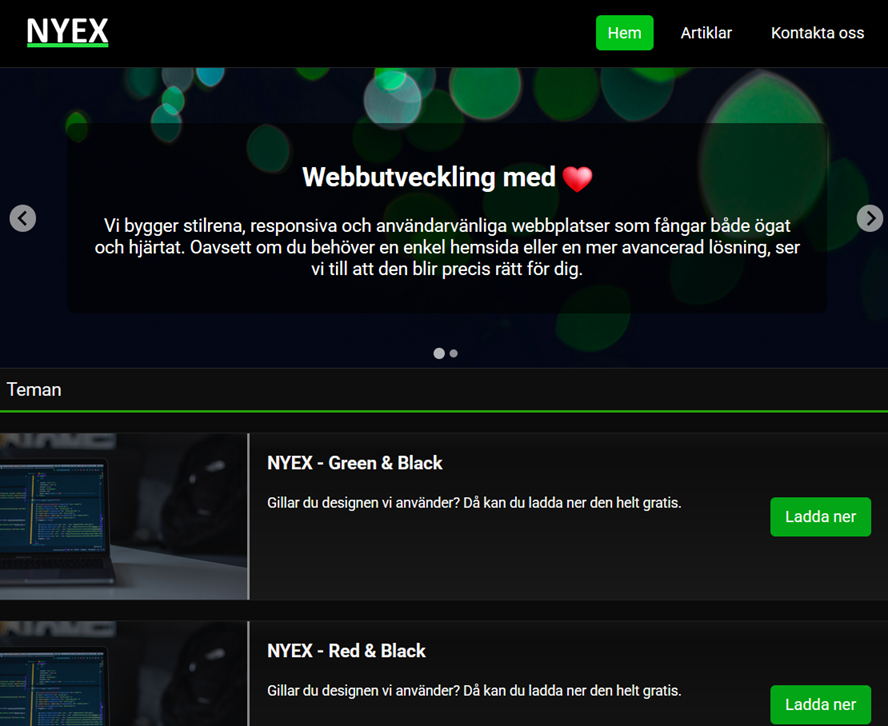 NYEX
Hem
Artiklar
Kontakta oss
Webbutveckling med ❤️
Vi bygger stilrena, responsiva och användarvänliga webbplatser som fångar både ögat
och hjärtat. Oavsett om du behöver en enkel hemsida eller en mer avancerad lösning, ser
vi till att den blir precis rätt för dig.
Teman
NYEX - Green & Black
Gillar du designen vi använder? Då kan du ladda ner den helt gratis.
Ladda ner
NYEX - Red & Black
Gillar du designen vi använder? Då kan du ladda ner den helt gratis.
Ladda ner